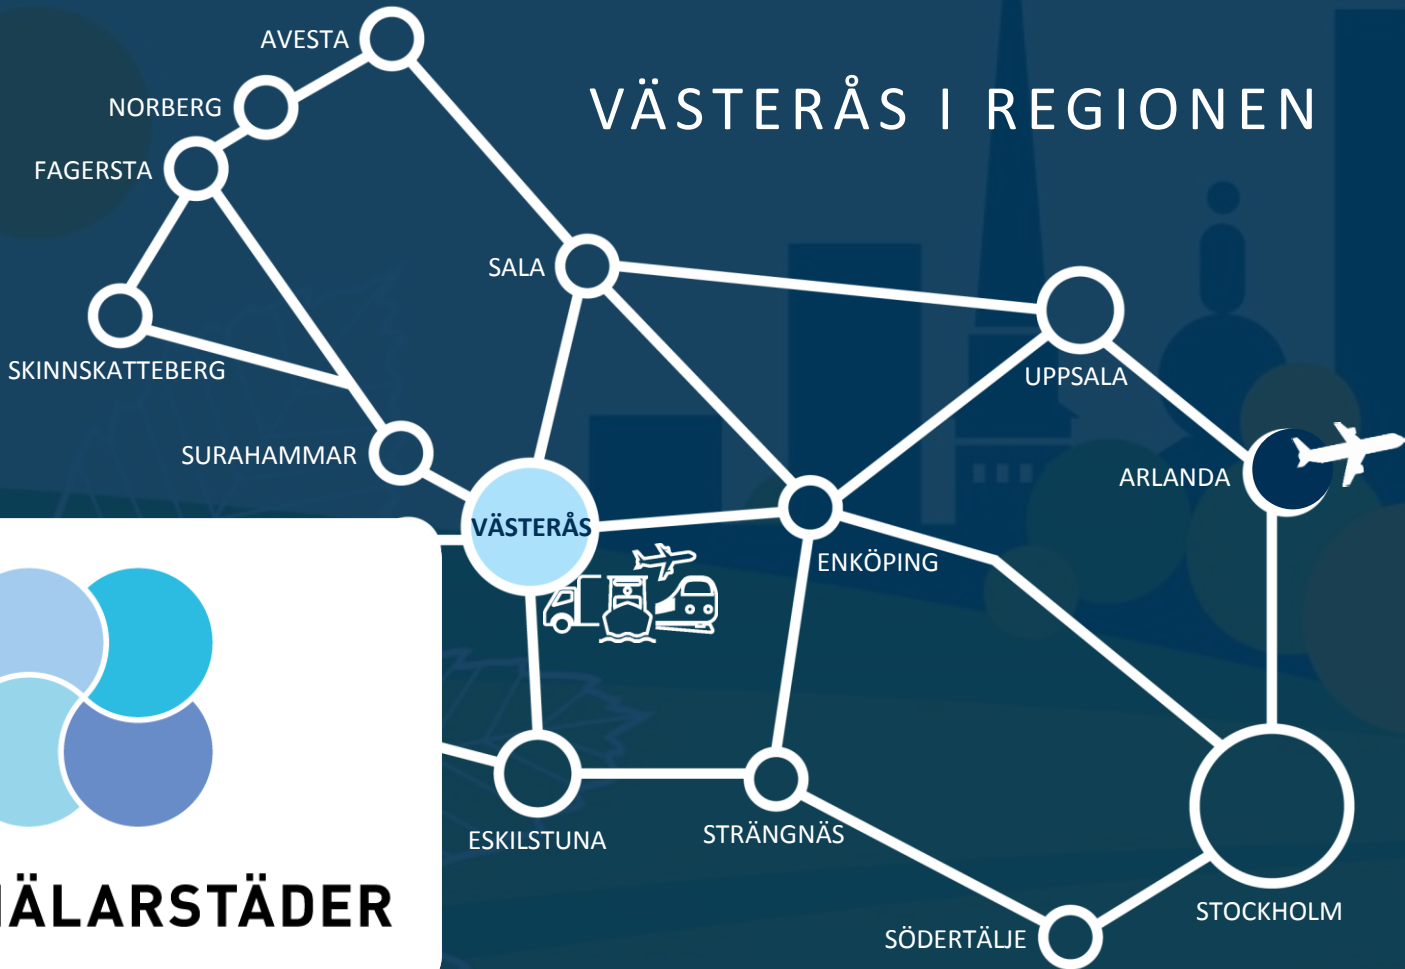 AVESTA
VÄSTERÅS I REGIONEN
NORBERG
FAGERSTA
SALA
SKINNSKATTEBERG
UPPSALA
SURAHAMMAR
ARLANDA
VÄSTERÅS
ENKÖPING
ESKILSTUNA
STRÄNGNÄS
ÄLARSTÄDER
STOCKHOLM
SÖDERTÄLJE